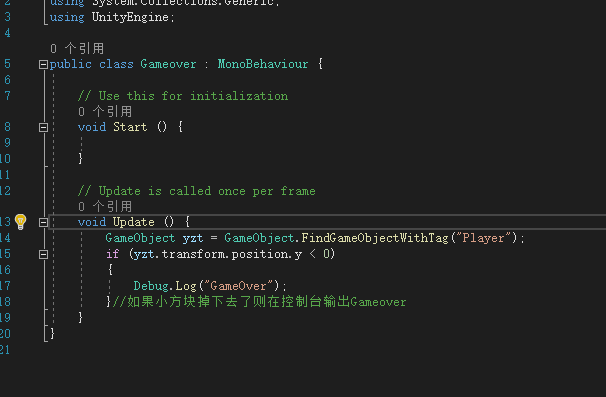 2 using System.Collections.Generic;
3 using UnityEngine;
4
0 个引用
5 public class Gameover : MonoBehaviour {
6
7 // Use this for initialization
0 个引用
8 void Start () {
9
10 }
11
12 // Update is called once per frame
0 个引用
13 void Update () {
14 GameObject yzt = GameObject.FindGameObjectWithTag("Player");
15 if (yzt.transform.position.y < 0)
16 {
17 Debug.Log("GameOver");
18 }//如果小方块掉下去了则在控制台输出Gameover
19 }
20 }
21